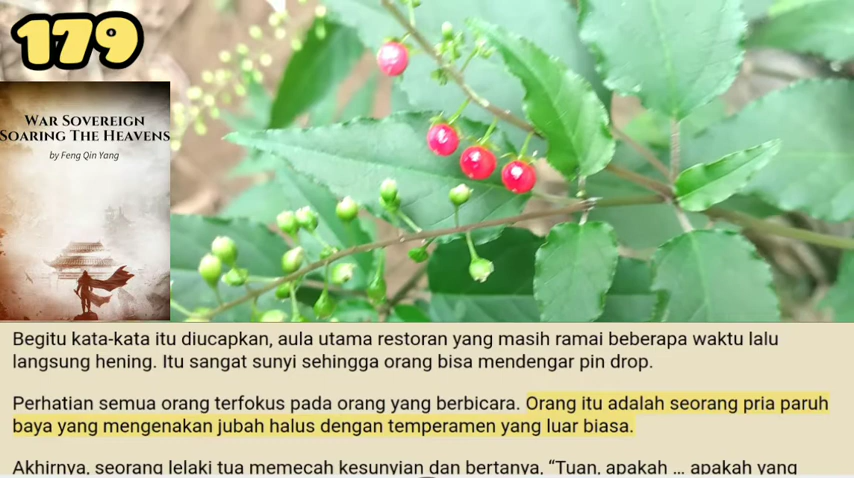 179
WAR SOVEREIGN
SOARING THE HEAVENS
by Feng Qin Yang
Begitu kata-kata itu diucapkan, aula utama restoran yang masih ramai beberapa waktu lalu
langsung hening. Itu sangat sunyi sehingga orang bisa mendengar pin drop.
Perhatian semua orang terfokus pada orang yang berbicara. Orang itu adalah seorang pria paruh
baya yang mengenakan jubah halus dengan temperamen yang luar biasa.
Akhirnya, seorang lelaki tua memecah kesunyian dan bertanya, “Tuan, apakah ... apakah yang